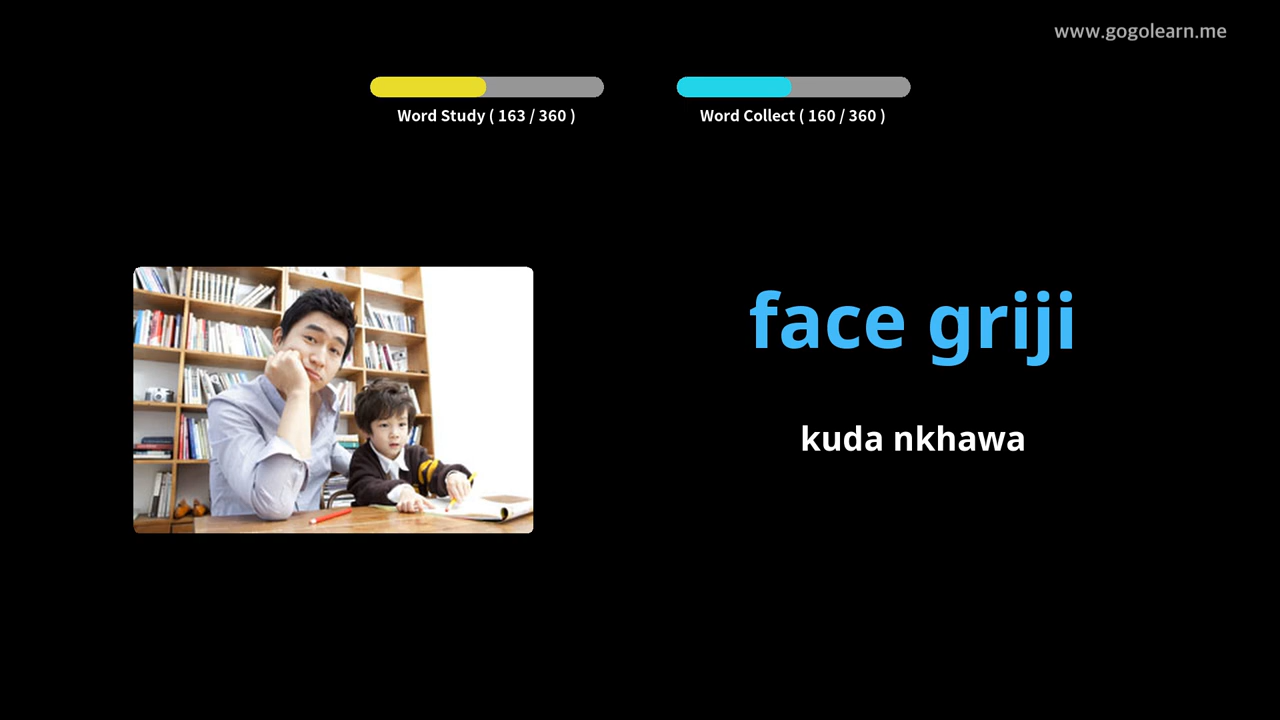 www.gogolearn.me
Word Study ( 163 / 360 )
Word Collect ( 160 / 360 )
face griji
kuda nkhawa